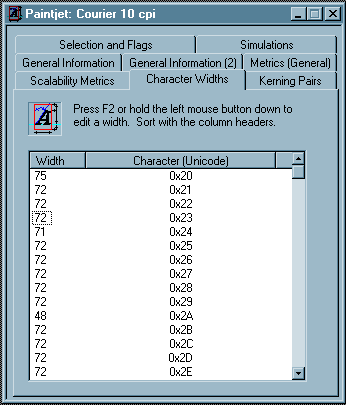 Paintjet: Courier 10 cpi
Selection and Flags Simulations
General Information General Information (2) Metrics (General)
Scalability Metrics Character Widths Kerning Pairs
Press F2 or hold the left mouse button down to
edit a width. Sort with the column headers.
Width Character (Unicode)
75 0x20
72 0x21
72 0x22
72 0x23
71 0x24
72 0x25
72 0x26
72 0x27
72 0x28
72 0x29
48 0x2A
72 0x2B
72 0x2C
72 0x2D
72 0x2E